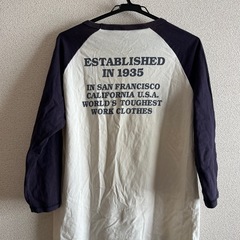 ESTABLISHED
IN 1935
IN SAN FRANCISCO
CALIFORNIA U.S.A.
WORLD'S TOUGHEST
WORK CLOTHES